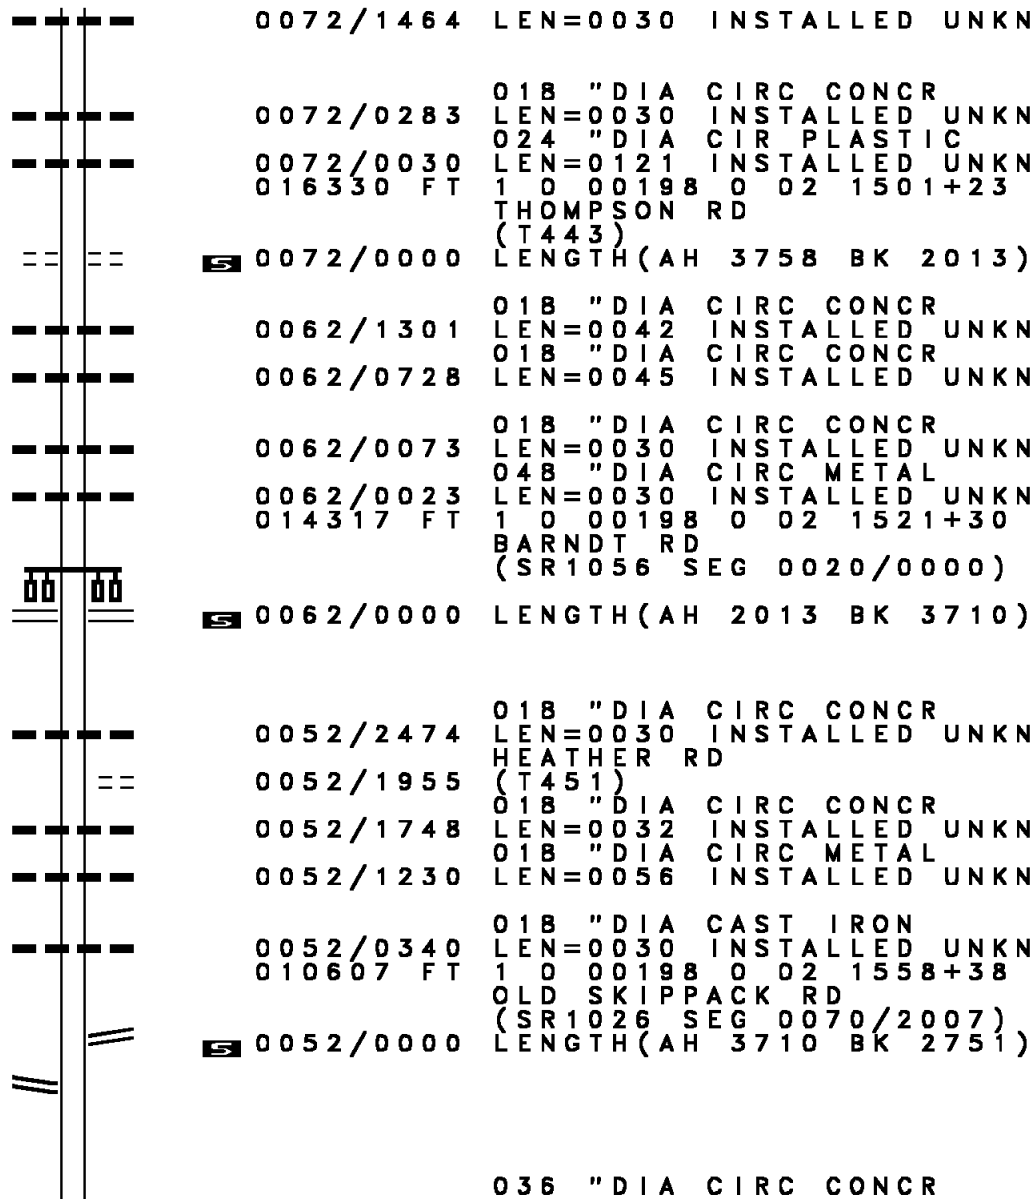 0072/1464 LEN=0030 INSTALLED UNKN
018 "DIA CIRC CONCR
0072/0283 LEN=0030 INSTALLED UNKN
024 "DIA CIR PLASTIC
0072/0030 LEN=0121 INSTALLED UNKN
016330 FT 1 0 00198 0 02 1501+23
THOMPSON RD
(T443)
S 0072/0000 LENGTH(AH 3758 BK 2013)
018 "DIA CIRC CONCR
0062/1301 LEN=0042 INSTALLED UNKN
018 "DIA CIRC CONCR
0062/0728 LEN=0045 INSTALLED UNKN
018 "DIA CIRC CONCR
0062/0073 LEN=0030 INSTALLED UNKN
048 "DIA CIRC METAL
0062/0023 LEN=0030 INSTALLED UNKN
014317 FT 1 0 00198 0 02 1521+30
BARNDT RD
(SR1056 SEG 0020/0000)
S 0062/0000 LENGTH(AH 2013 BK 3710)
018 "DIA CIRC CONCR
0052/2474 LEN=0030 INSTALLED UNKN
HEATHER RD
0052/1955 (T451)
018 "DIA CIRC CONCR
0052/1748 LEN=0032 INSTALLED UNKN
018 "DIA CIRC METAL
0052/1230 LEN=0056 INSTALLED UNKN
018 "DIA CAST IRON
0052/0340 LEN=0030 INSTALLED UNKN
010607 FT 1 0 00198 0 02 1558+38
OLD SKIPPACK RD
(SR1026 SEG 0070/2007)
S 0052/0000 LENGTH(AH 3710 BK 2751)
036 "DIA CIRC CONCR